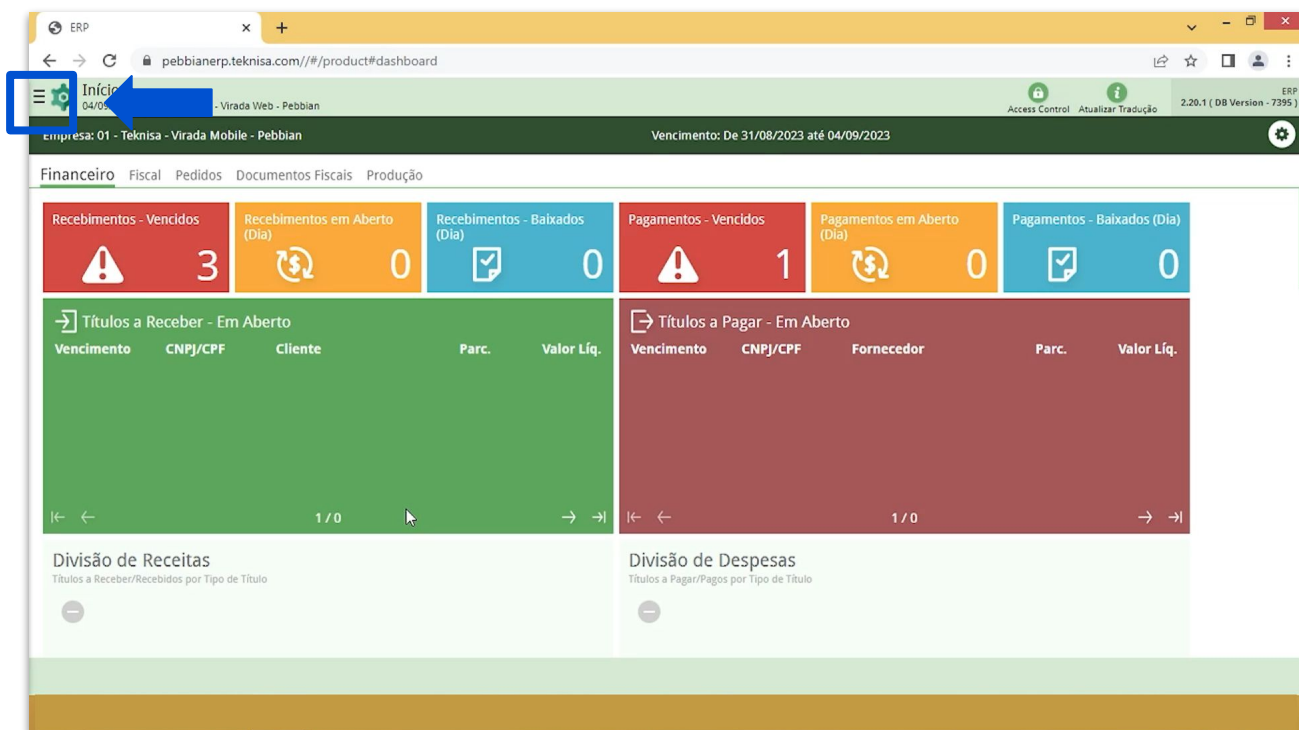 ERP
pebbianerp.teknisa.com//#/product#dashboard
Início
- Virada Web - Pebbian
Access Control
Atualizar Tradução
ERP
2.20.1 ( DB Version - 7395 )
Empresa: 01 - Teknisa - Virada Mobile - Pebbian
Vencimento: De 31/08/2023 até 04/09/2023
Financeiro Fiscal Pedidos Documentos Fiscais Produção
Recebimentos - Vencidos
3
Recebimentos em Aberto
(Dia)
0
Recebimentos - Baixados
(Dia)
0
Pagamentos - Vencidos
1
Pagamentos em Aberto
(Dia)
0
Pagamentos - Baixados (Dia)
0
Títulos a Receber - Em Aberto
Vencimento CNPJ/CPF Cliente Parc. Valor Líq.
1 / 0
Títulos a Pagar - Em Aberto
Vencimento CNPJ/CPF Fornecedor Parc. Valor Líq.
1 / 0
Divisão de Receitas
Títulos a Receber/Recebidos por Tipo de Título
Divisão de Despesas
Títulos a Pagar/Pagos por Tipo de Título